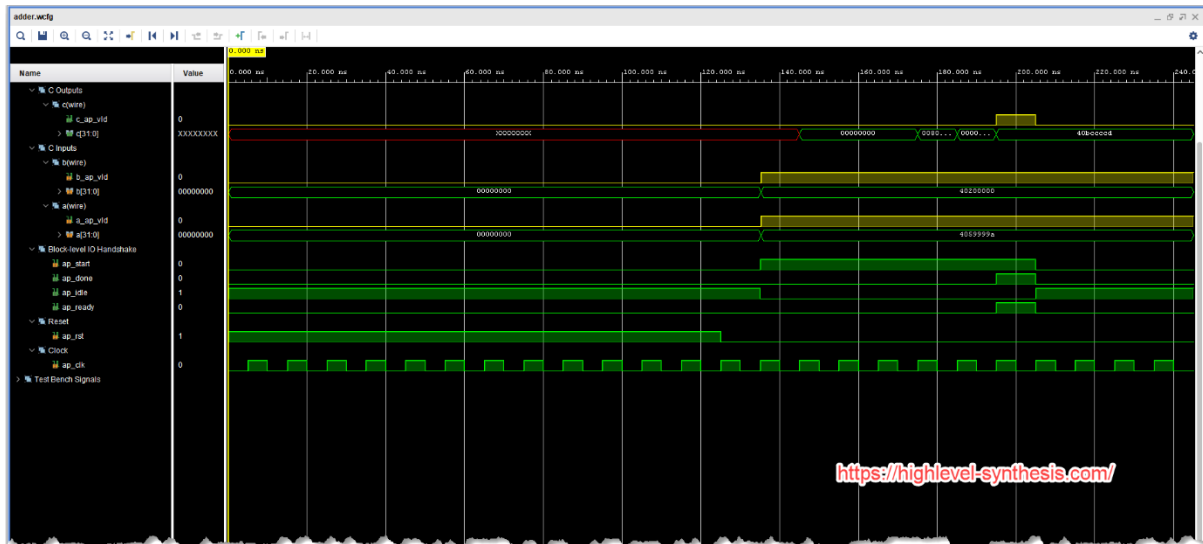 adder.wcfg
0.000 ns
Name Value
0.000 ns 20.000 ns 40.000 ns 60.000 ns 80.000 ns 100.000 ns 120.000 ns 140.000 ns 160.000 ns 180.000 ns 200.000 ns 220.000 ns 240.
C Outputs
c(wire)
c_ap_vld 0
c[31:0] XXXXXXXX XXXXXXXX 00000000 0080... 0000... 40bccccd
C Inputs
b(wire)
b_ap_vld 0
b[31:0] 00000000 00000000 40200000
a(wire)
a_ap_vld 0
a[31:0] 00000000 00000000 4059999a
Block-level IO Handshake
ap_start 0
ap_done 0
ap_idle 1
ap_ready 0
Reset
ap_rst 1
Clock
ap_clk 0
Test Bench Signals
https://highlevel-synthesis.com/